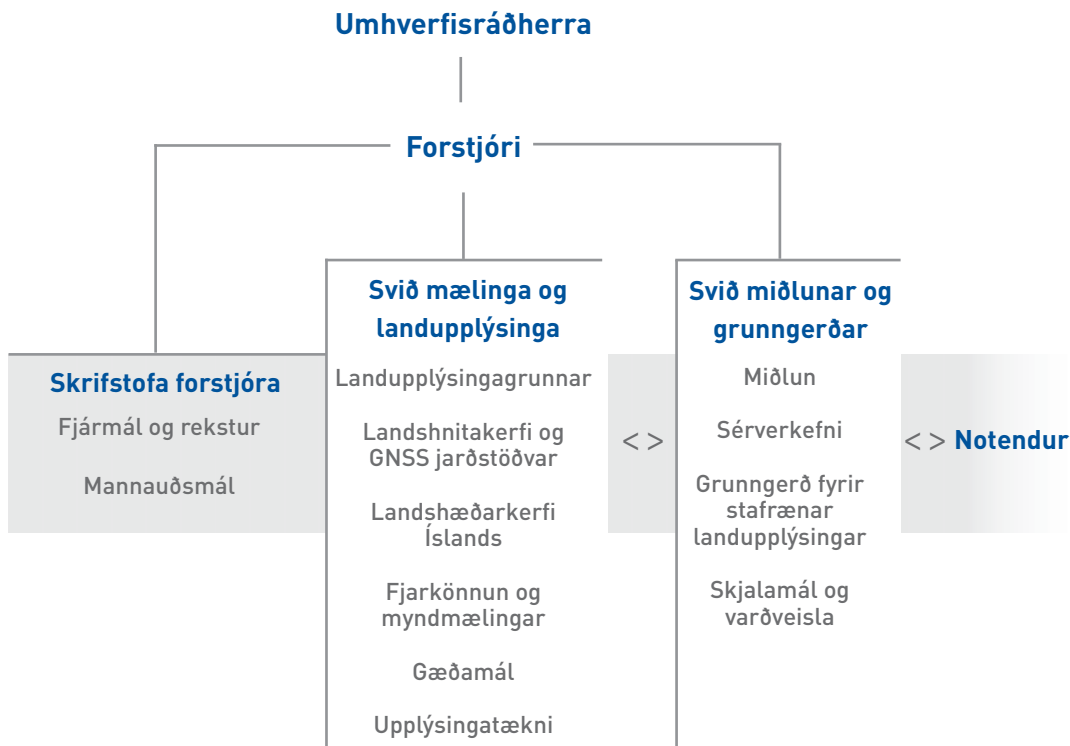 Umhverfisráðherra
Forstjóri
Skrifstofa forstjóra
Fjármál og rekstur
Mannauðsmál
Svið mælinga og
landupplýsinga
Landupplýsingagrunnar
Landshnitakerfi og
GNSS jarðstöðvar
Landshæðarkerfi
Íslands
Fjarkönnun og
myndmælingar
Gæðamál
Upplýsingatækni
< >
Svið miðlunar og
grunngerðar
Miðlun
Sérverkefni
Grunngerð fyrir
stafrænar
landupplýsingar
Skjalamál og
varðveisla
< > Notendur